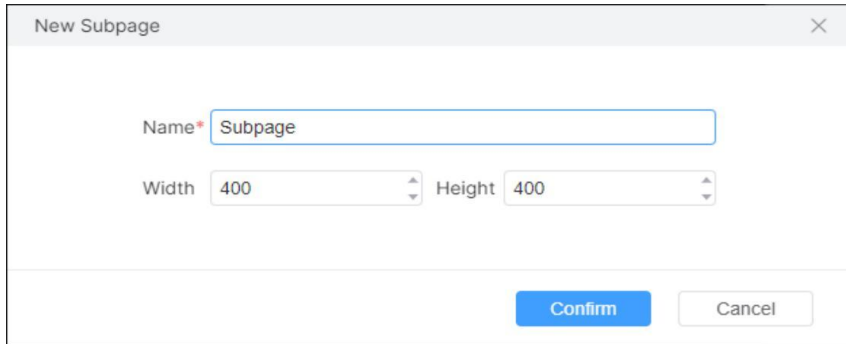 New Subpage
Name* Subpage
Width 400 Height 400
Confirm Cancel